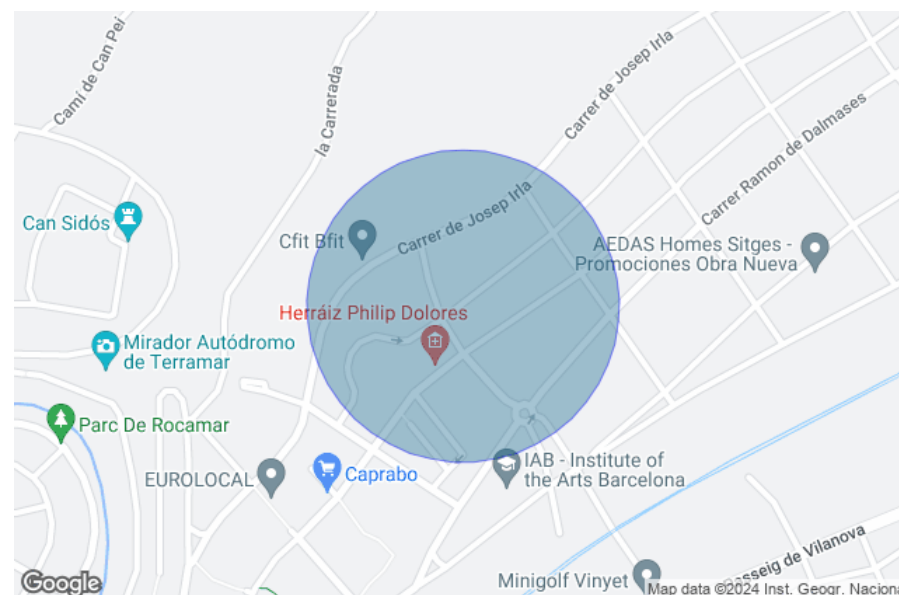 Camí de Can Pei
la Carrerada
Carrer de Josep Irla
Carrer Ramon de Dalmases
Can Sidós
Cfit Bfit
Carrer de Josep Irla
AEDAS Homes Sitges -
Promociones Obra Nueva
Herráiz Philip Dolores
Mirador Autódromo
de Terramar
Parc De Rocamar
EUROLOCAL
Caprabo
IAB - Institute of
the Arts Barcelona
Passeig de Vilanova
Minigolf Vinyet
Google
Map data ©2024 Inst. Geogr. Naciona